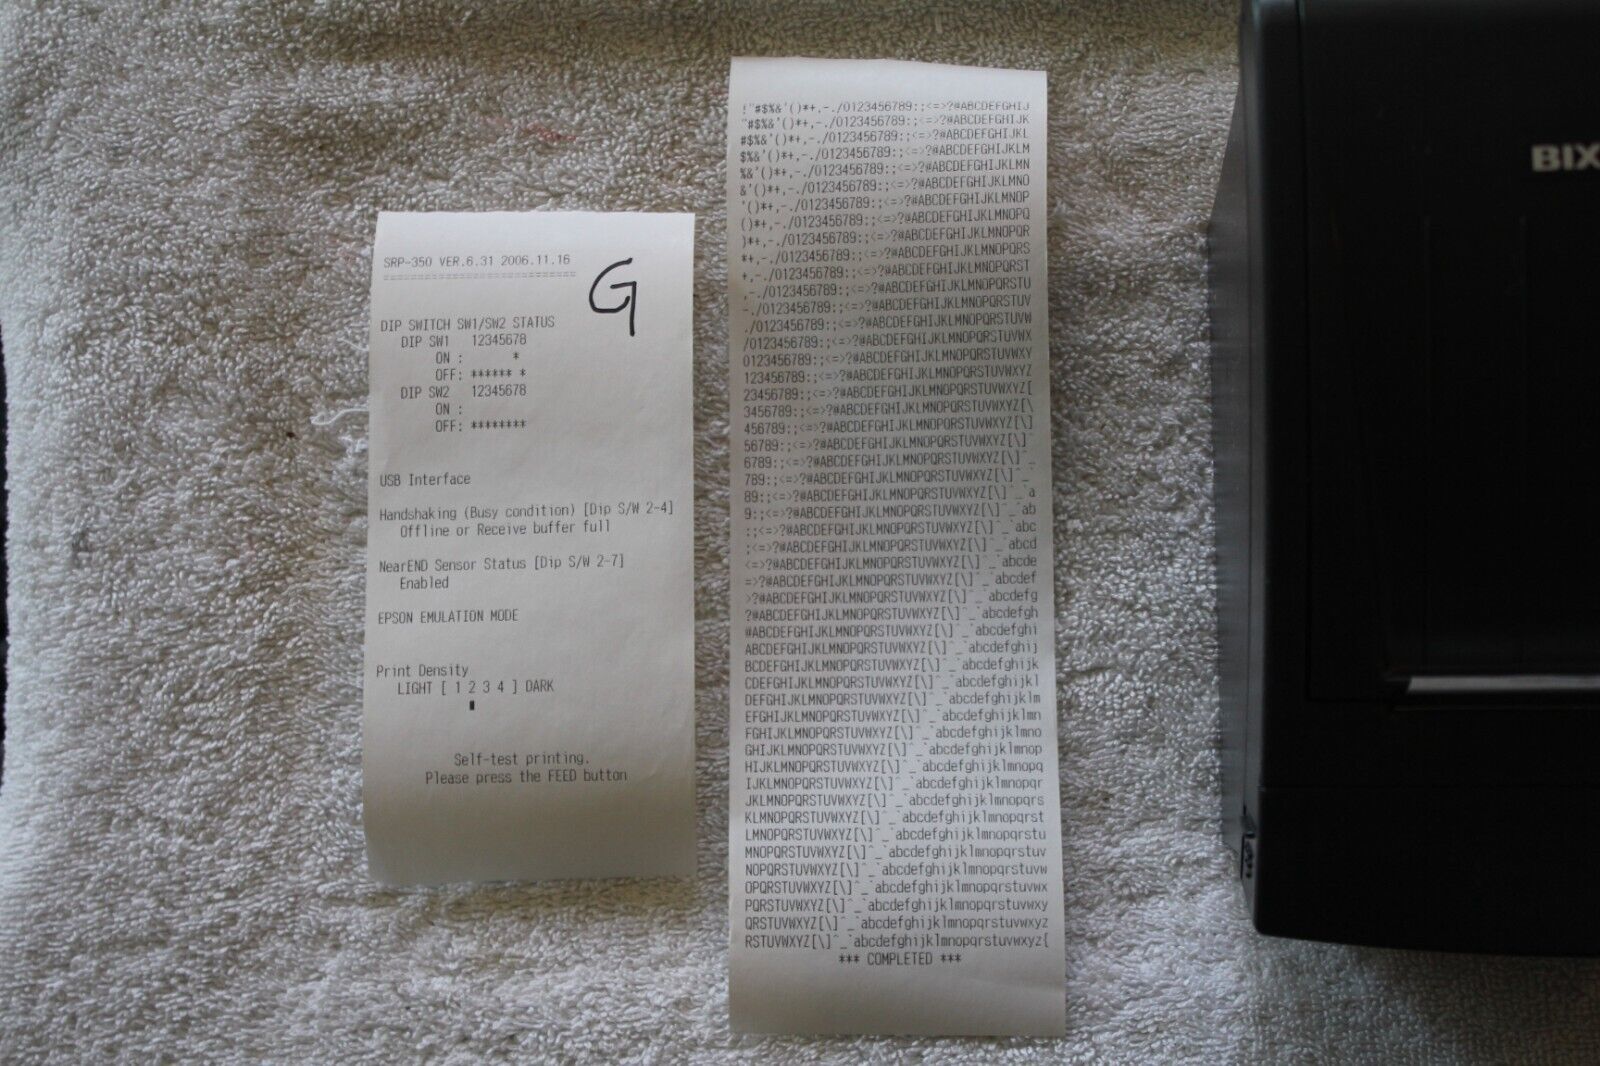 SRP-350 VER.6.31 2006.11.16
============================
G
DIP SWITCH SW1/SW2 STATUS
DIP SW1 12345678
ON : *
OFF: ****** *
DIP SW2 12345678
ON :
OFF: ********
USB Interface
Handshaking (Busy condition) [Dip S/W 2-4]
Offline or Receive buffer full
NearEND Sensor Status [Dip S/W 2-7]
Enabled
EPSON EMULATION MODE
Print Density
LIGHT [ 1 2 3 4 ] DARK
Self-test printing.
Please press the FEED button
!"#$%&'()*+,-./0123456789:;<=>?@ABCDEFGHIJ
"#$%&'()*+,-./0123456789:;<=>?@ABCDEFGHIJK
#$%&'()*+,-./0123456789:;<=>?@ABCDEFGHIJKL
$%&'()*+,-./0123456789:;<=>?@ABCDEFGHIJKLM
%&'()*+,-./0123456789:;<=>?@ABCDEFGHIJKLMN
&'()*+,-./0123456789:;<=>?@ABCDEFGHIJKLMNO
'()*+,-./0123456789:;<=>?@ABCDEFGHIJKLMNOP
()*+,-./0123456789:;<=>?@ABCDEFGHIJKLMNOPQ
)*+,-./0123456789:;<=>?@ABCDEFGHIJKLMNOPQR
*+,-./0123456789:;<=>?@ABCDEFGHIJKLMNOPQRS
+,-./0123456789:;<=>?@ABCDEFGHIJKLMNOPQRST
,-./0123456789:;<=>?@ABCDEFGHIJKLMNOPQRSTU
-./0123456789:;<=>?@ABCDEFGHIJKLMNOPQRSTUV
./0123456789:;<=>?@ABCDEFGHIJKLMNOPQRSTUVW
/0123456789:;<=>?@ABCDEFGHIJKLMNOPQRSTUVWX
0123456789:;<=>?@ABCDEFGHIJKLMNOPQRSTUVWXY
123456789:;<=>?@ABCDEFGHIJKLMNOPQRSTUVWXYZ
23456789:;<=>?@ABCDEFGHIJKLMNOPQRSTUVWXYZ[
3456789:;<=>?@ABCDEFGHIJKLMNOPQRSTUVWXYZ[\
456789:;<=>?@ABCDEFGHIJKLMNOPQRSTUVWXYZ[\]
56789:;<=>?@ABCDEFGHIJKLMNOPQRSTUVWXYZ[\]^
6789:;<=>?@ABCDEFGHIJKLMNOPQRSTUVWXYZ[\]^_
789:;<=>?@ABCDEFGHIJKLMNOPQRSTUVWXYZ[\]^_`
89:;<=>?@ABCDEFGHIJKLMNOPQRSTUVWXYZ[\]^_`a
9:;<=>?@ABCDEFGHIJKLMNOPQRSTUVWXYZ[\]^_`ab
:;<=>?@ABCDEFGHIJKLMNOPQRSTUVWXYZ[\]^_`abc
;<=>?@ABCDEFGHIJKLMNOPQRSTUVWXYZ[\]^_`abcd
<=>?@ABCDEFGHIJKLMNOPQRSTUVWXYZ[\]^_`abcde
=>?@ABCDEFGHIJKLMNOPQRSTUVWXYZ[\]^_`abcdef
>?@ABCDEFGHIJKLMNOPQRSTUVWXYZ[\]^_`abcdefg
?@ABCDEFGHIJKLMNOPQRSTUVWXYZ[\]^_`abcdefgh
@ABCDEFGHIJKLMNOPQRSTUVWXYZ[\]^_`abcdefghi
ABCDEFGHIJKLMNOPQRSTUVWXYZ[\]^_`abcdefghij
BCDEFGHIJKLMNOPQRSTUVWXYZ[\]^_`abcdefghijk
CDEFGHIJKLMNOPQRSTUVWXYZ[\]^_`abcdefghijkl
DEFGHIJKLMNOPQRSTUVWXYZ[\]^_`abcdefghijklm
EFGHIJKLMNOPQRSTUVWXYZ[\]^_`abcdefghijklmn
FGHIJKLMNOPQRSTUVWXYZ[\]^_`abcdefghijklmno
GHIJKLMNOPQRSTUVWXYZ[\]^_`abcdefghijklmnop
HIJKLMNOPQRSTUVWXYZ[\]^_`abcdefghijklmnopq
IJKLMNOPQRSTUVWXYZ[\]^_`abcdefghijklmnopqr
JKLMNOPQRSTUVWXYZ[\]^_`abcdefghijklmnopqrs
KLMNOPQRSTUVWXYZ[\]^_`abcdefghijklmnopqrst
LMNOPQRSTUVWXYZ[\]^_`abcdefghijklmnopqrstu
MNOPQRSTUVWXYZ[\]^_`abcdefghijklmnopqrstuv
NOPQRSTUVWXYZ[\]^_`abcdefghijklmnopqrstuvw
OPQRSTUVWXYZ[\]^_`abcdefghijklmnopqrstuvwx
PQRSTUVWXYZ[\]^_`abcdefghijklmnopqrstuvwxy
QRSTUVWXYZ[\]^_`abcdefghijklmnopqrstuvwxyz
RSTUVWXYZ[\]^_`abcdefghijklmnopqrstuvwxyz{
*** COMPLETED ***
BIX